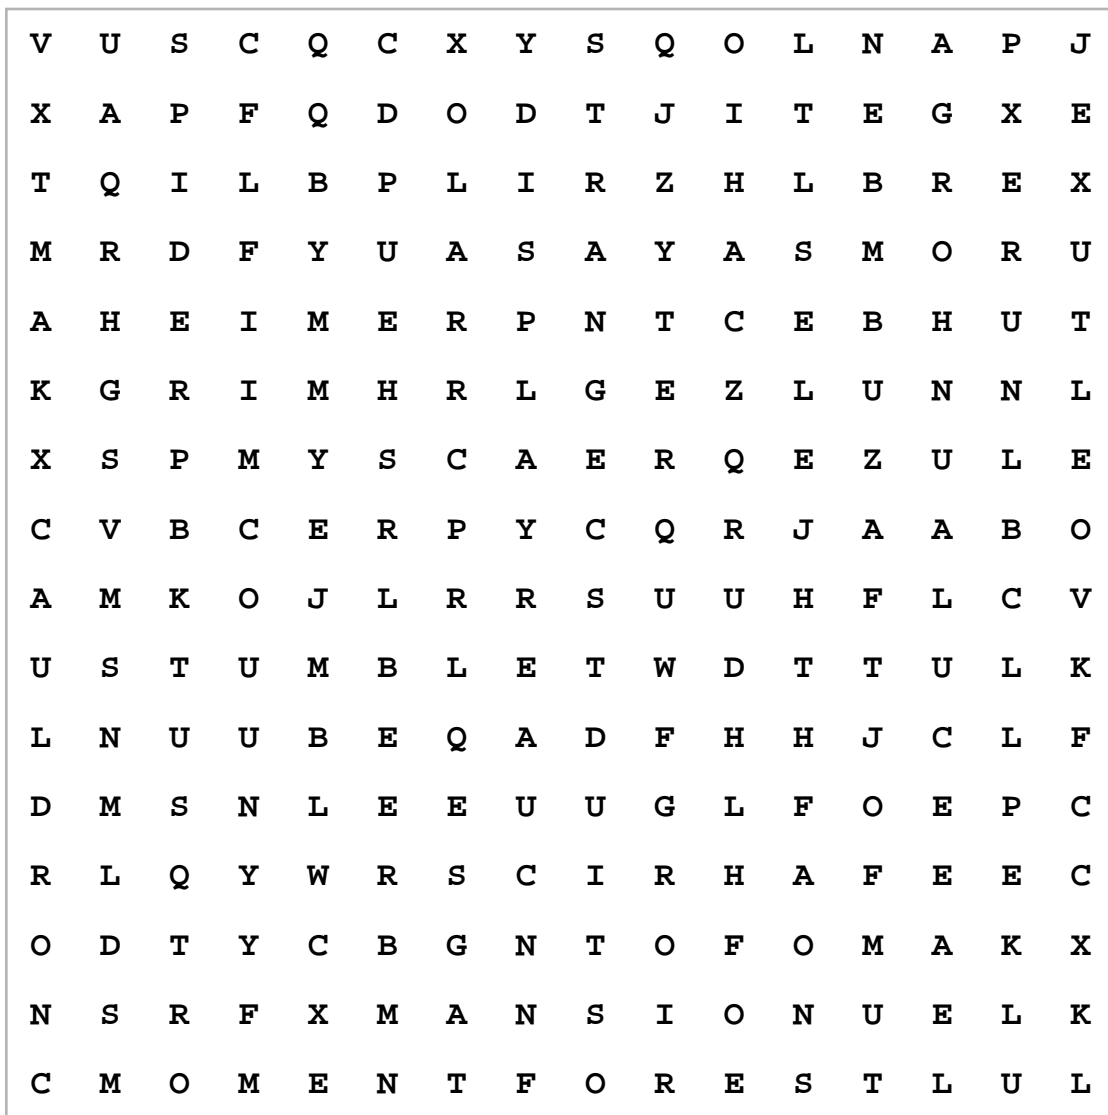 V U S C Q C X Y S Q O L N A P J
X A P F Q D O D T J I T E G X E
T Q I L B P L I R Z H L B R E X
M R D F Y U A S A Y A S M O R U
A H E I M E R P N T C E B H U T
K G R I M H R L G E Z L U N N L
X S P M Y S C A E R Q E Z U L E
C V B C E R P Y C Q R J A A B O
A M K O J L R R S U U H F L C V
U S T U M B L E T W D T T U L K
L N U U B E Q A D F H H J C L F
D M S N L E E U U G L F O E P C
R L Q Y W R S C I R H A F E E C
O D T Y C B G N T O F O M A K X
N S R F X M A N S I O N U E L K
C M O M E N T F O R E S T L U L